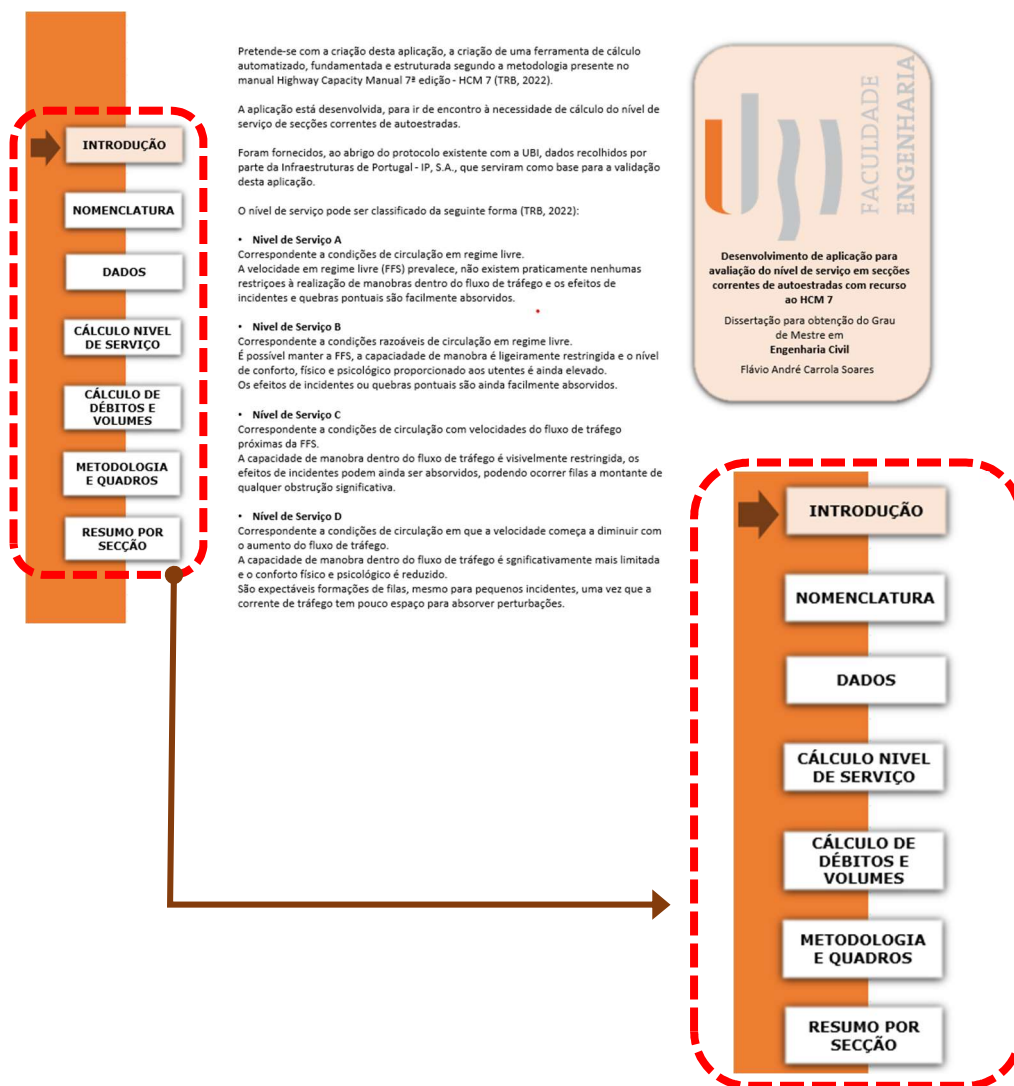 INTRODUÇÃO
NOMENCLATURA
DADOS
CÁLCULO NIVEL
DE SERVIÇO
CÁLCULO DE
DÉBITOS E
VOLUMES
METODOLOGIA
E QUADROS
RESUMO POR
SECÇÃO
Pretende-se com a criação desta aplicação, a criação de uma ferramenta de cálculo
automatizado, fundamentada e estruturada segundo a metodologia presente no
manual Highway Capacity Manual 7ª edição - HCM 7 (TRB, 2022).
A aplicação está desenvolvida, para ir de encontro à necessidade de cálculo do nível de
serviço de secções correntes de autoestradas.
Foram fornecidos, ao abrigo do protocolo existente com a UBI, dados recolhidos por
parte da Infraestruturas de Portugal - IP, S.A., que serviram como base para a validação
desta aplicação.
O nível de serviço pode ser classificado da seguinte forma (TRB, 2022):
• Nivel de Serviço A
Correspondente a condições de circulação em regime livre.
A velocidade em regime livre (FFS) prevalece, não existem praticamente nenhumas
restriçoes à realização de manobras dentro do fluxo de tráfego e os efeitos de
incidentes e quebras pontuais são facilmente absorvidos.
• Nivel de Serviço B
Correspondente a condições razoáveis de circulação em regime livre.
É possível manter a FFS, a capaciadade de manobra é ligeiramente restringida e o nível
de conforto, físico e psicológico proporcionado aos utentes é ainda elevado.
Os efeitos de incidentes ou quebras pontuais são ainda facilmente absorvidos.
• Nível de Serviço C
Correspondente a condições de circulação com velocidades do fluxo de tráfego
próximas da FFS.
A capacidade de manobra dentro do fluxo de tráfego é visivelmente restringida, os
efeitos de incidentes podem ainda ser absorvidos, podendo ocorrer filas a montante de
qualquer obstrução significativa.
• Nível de Serviço D
Correspondente a condições de circulação em que a velocidade começa a diminuir com
o aumento do fluxo de tráfego.
A capacidade de manobra dentro do fluxo de tráfego é sgnificativamente mais limitada
e o conforto físico e psicológico é reduzido.
São expectáveis formações de filas, mesmo para pequenos incidentes, uma vez que a
corrente de tráfego tem pouco espaço para absorver perturbações.
FACULDADE
ENGENHARIA
Desenvolvimento de aplicação para
avaliação do nível de serviço em secções
correntes de autoestradas com recurso
ao HCM 7
Dissertação para obtenção do Grau
de Mestre em
Engenharia Civil
Flávio André Carrola Soares
INTRODUÇÃO
NOMENCLATURA
DADOS
CÁLCULO NIVEL
DE SERVIÇO
CÁLCULO DE
DÉBITOS E
VOLUMES
METODOLOGIA
E QUADROS
RESUMO POR
SECÇÃO